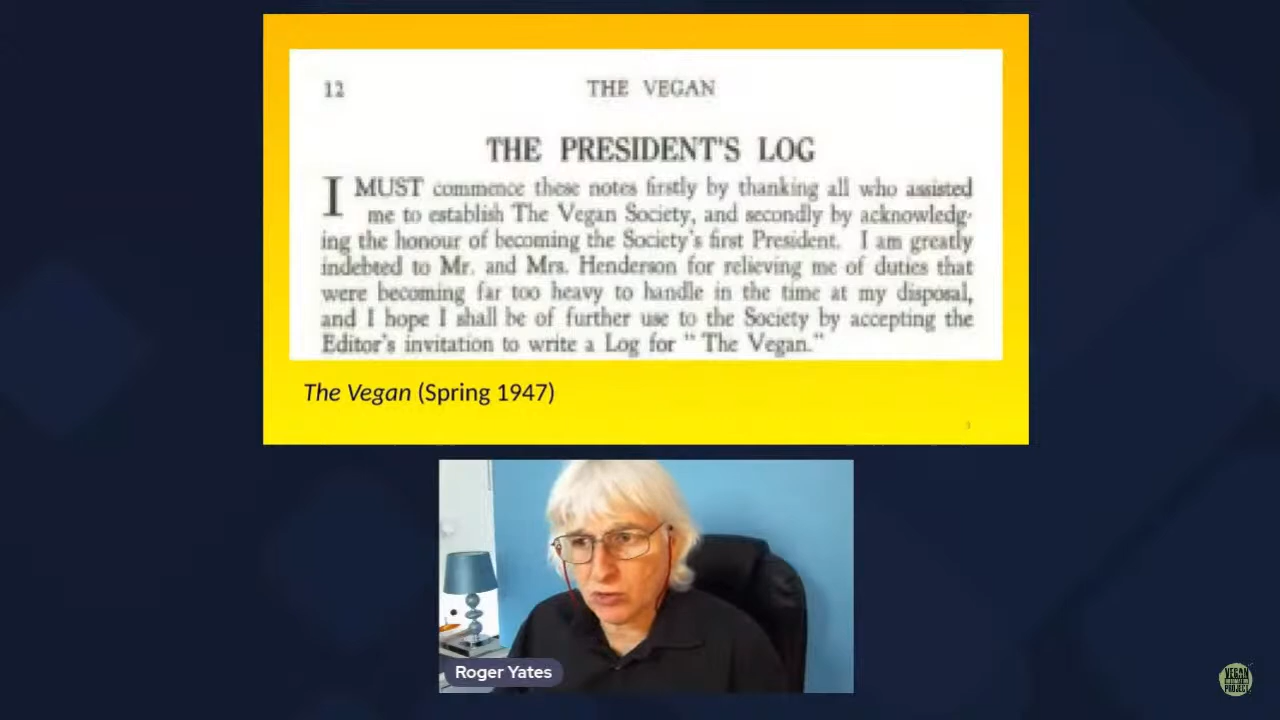 12
THE VEGAN
THE PRESIDENT'S LOG
I MUST commence these notes firstly by thanking all who assisted
me to establish The Vegan Society, and secondly by acknowledg-
ing the honour of becoming the Society's first President. I am greatly
indebted to Mr. and Mrs. Henderson for relieving me of duties that
were becoming far too heavy to handle in the time at my disposal,
and I hope I shall be of further use to the Society by accepting the
Editor's invitation to write a Log for " The Vegan."
The Vegan (Spring 1947)
Roger Yates
VEGAN
PROJECT